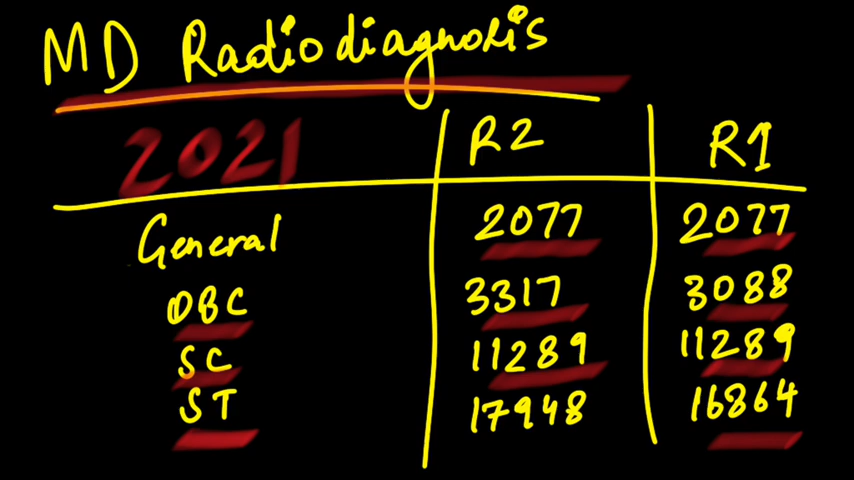 MD Radiodiagnosis
2021 R2 R1
General 2077 2077
OBC 3317 3088
SC 11289 11289
ST 17948 16864